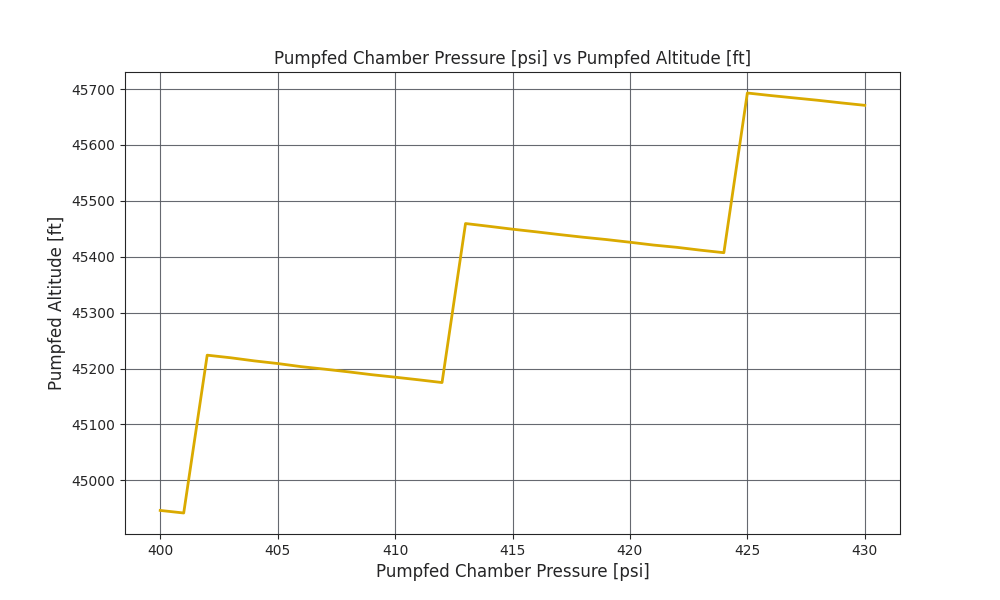 Pumpfed Chamber Pressure [psi] vs Pumpfed Altitude [ft]
45700
45600
45500
45400
45300
45200
45100
45000
Pumpfed Altitude [ft]
400 405 410 415 420 425 430
Pumpfed Chamber Pressure [psi]